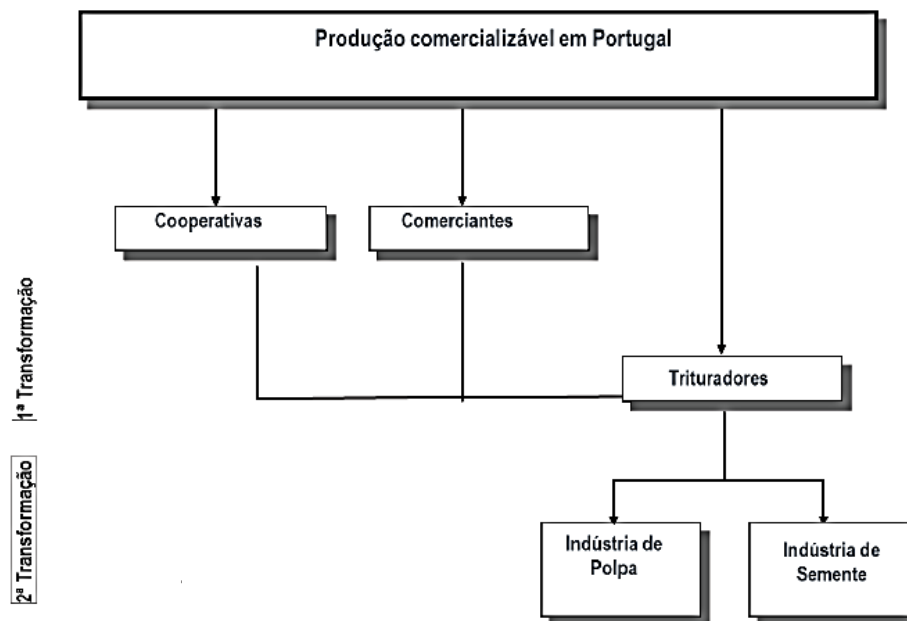 Produção comercializável em Portugal
Cooperativas
Comerciantes
1ª Transformação
Trituradores
2ª Transformação
Indústria de
Polpa
Indústria de
Semente